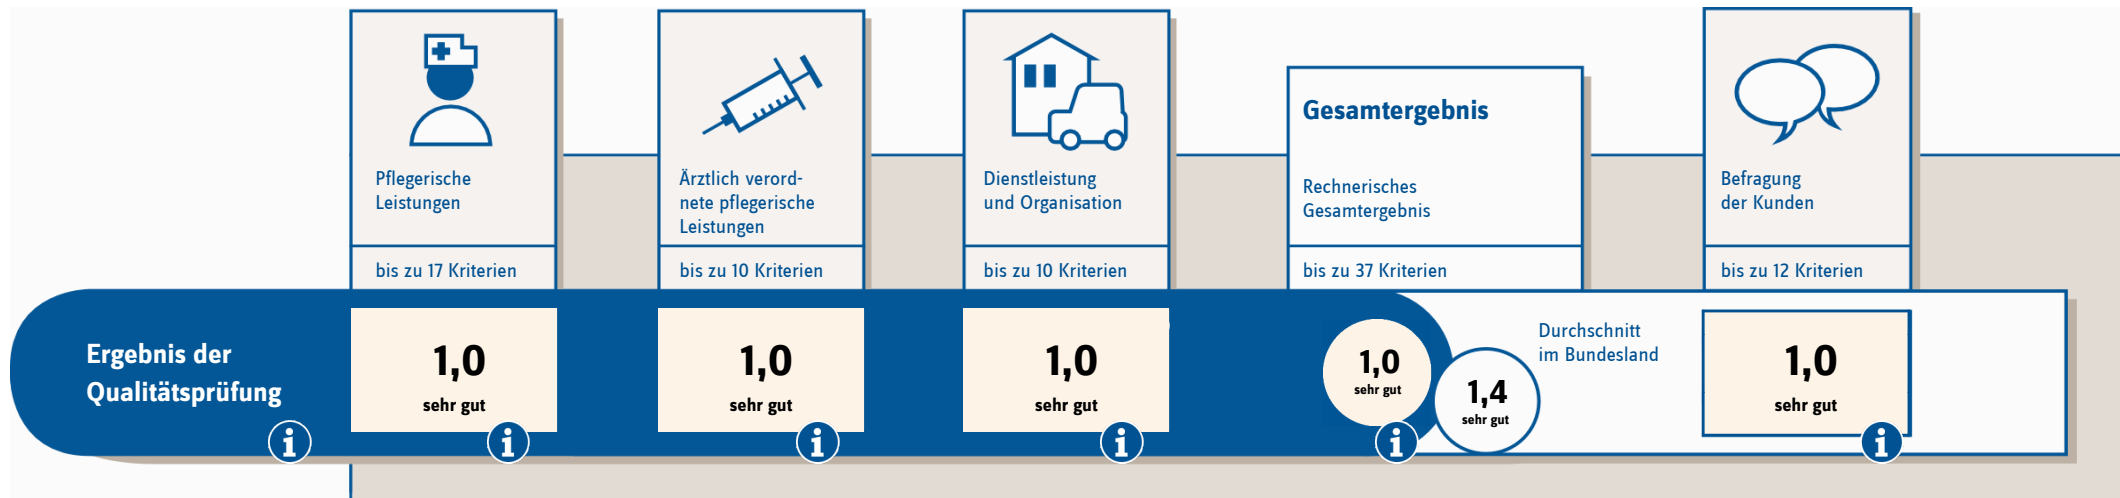 Pflegerische
Leistungen
bis zu 17 Kriterien
Ärztlich verord-
nete pflegerische
Leistungen
bis zu 10 Kriterien
Dienstleistung
und Organisation
bis zu 10 Kriterien
Gesamtergebnis
Rechnerisches
Gesamtergebnis
bis zu 37 Kriterien
Befragung
der Kunden
bis zu 12 Kriterien
Ergebnis der
Qualitätsprüfung
i
1,0
sehr gut
i
1,0
sehr gut
i
1,0
sehr gut
i
1,0
sehr gut
i
1,4
sehr gut
Durchschnitt
im Bundesland
1,0
sehr gut
i